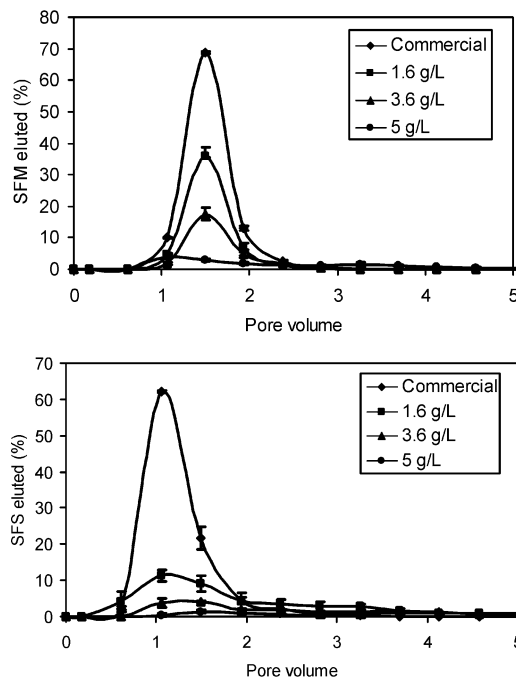 80
70
60
50
40
30
20
10
0
SFM eluted (%)
Commercial
1.6 g/L
3.6 g/L
5 g/L
0 1 2 3 4 5
Pore volume
70
60
50
40
30
20
10
0
SFS eluted (%)
Commercial
1.6 g/L
3.6 g/L
5 g/L
0 1 2 3 4 5
Pore volume